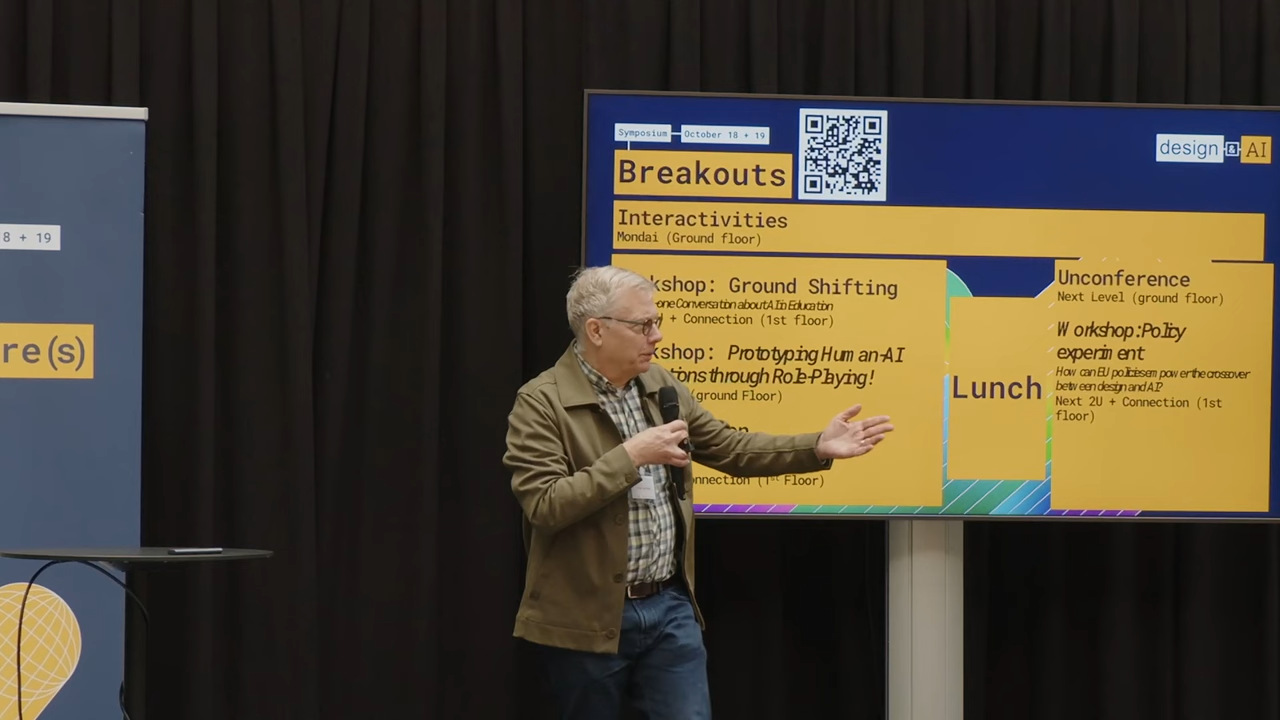 8 + 19
re(s)
Symposium
October 18 + 19
design & AI
Breakouts
Interactivities
Mondai (Ground floor)
kshop: Ground Shifting
-one Conversation about AI in Education
+ Connection (1st floor)
kshop: Prototyping Human-AI
tions through Role-Playing!
(ground Floor)
onnection (1st Floor)
Lunch
Unconference
Next Level (ground floor)
Workshop: Policy
experiment
How can EU policies empower the crossover
between design and AI?
Next 2U + Connection (1st
floor)